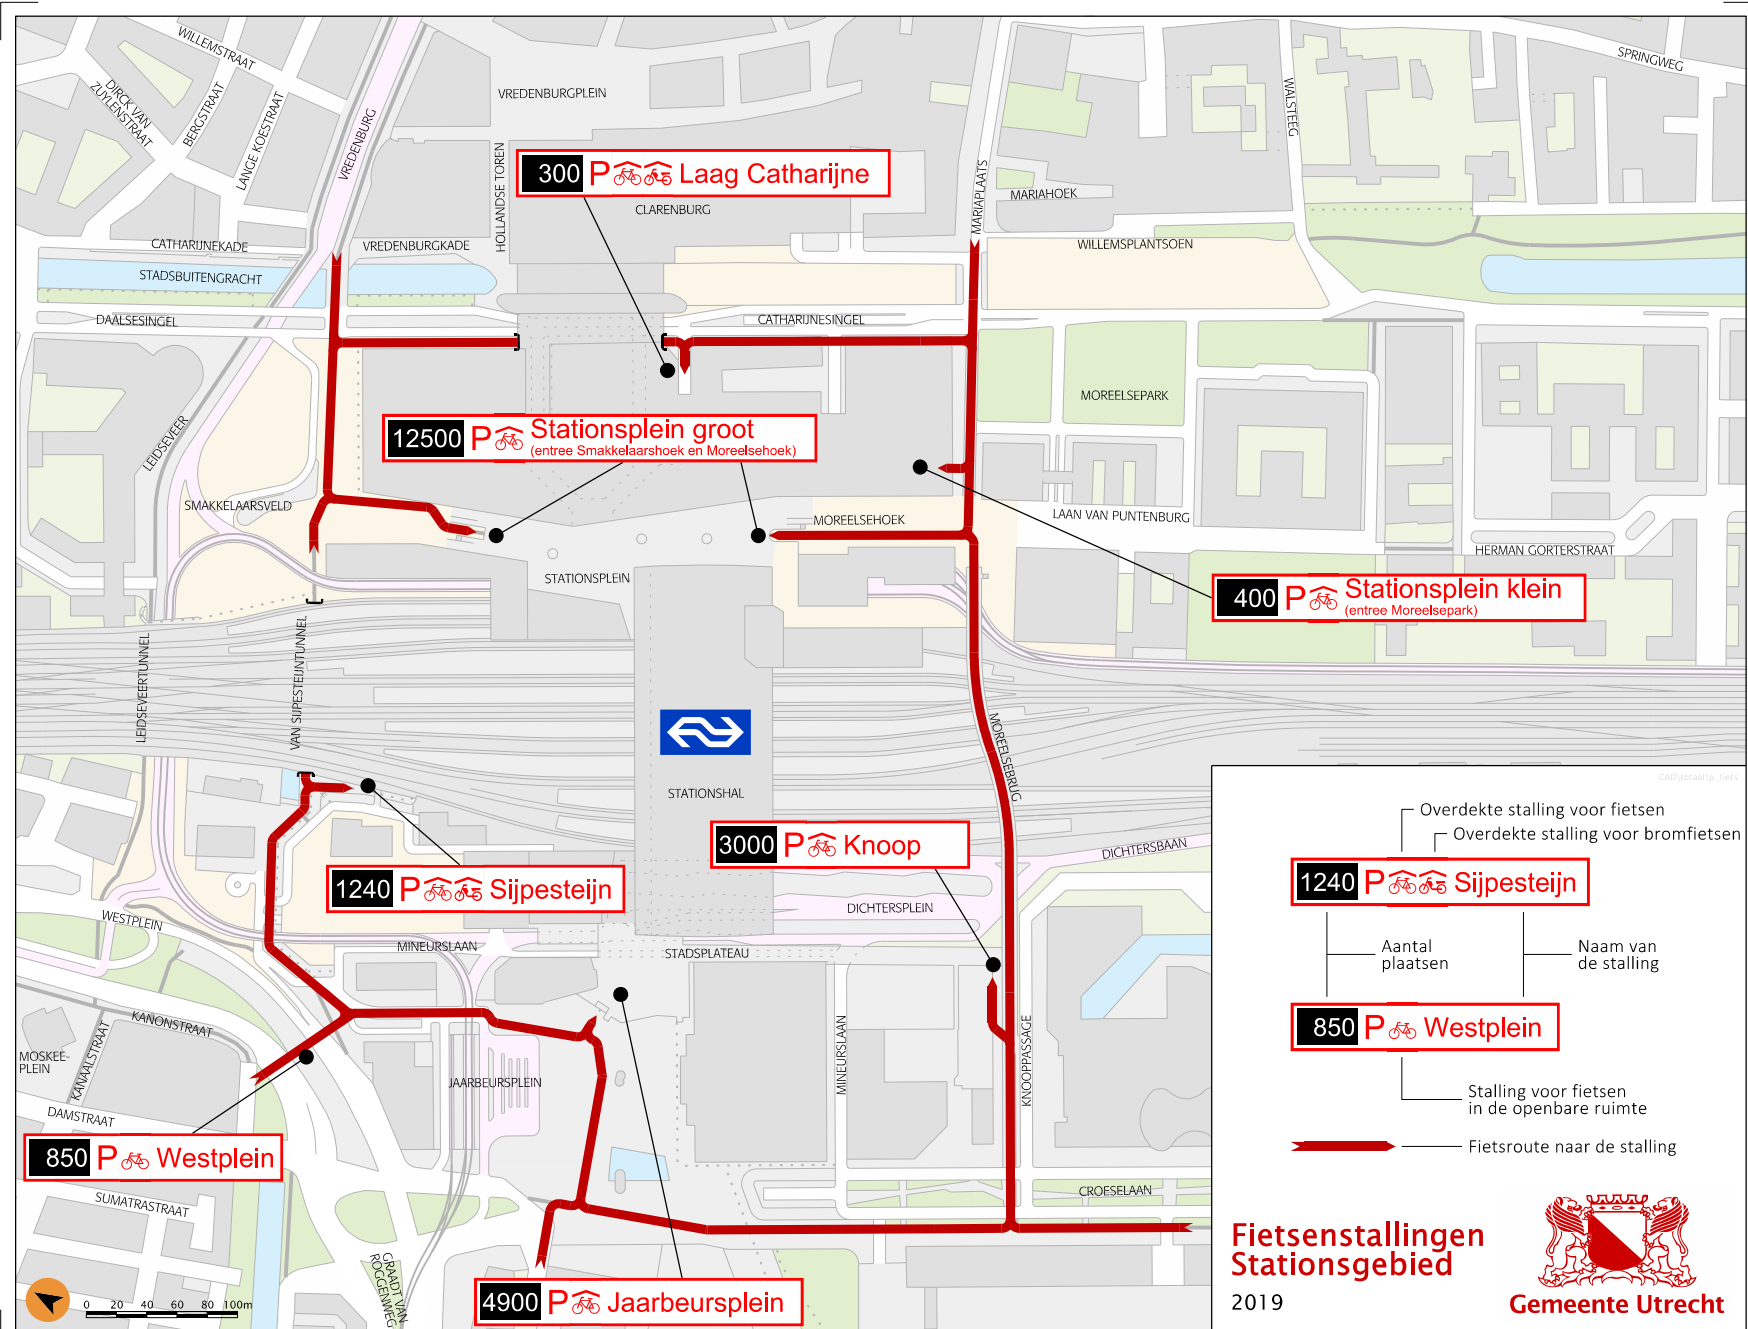 WILLEMSTRAAT
DIRCK VAN
ZUYLENSTRAAT
BERGSTRAAT
LANGE KOESTRAAT
VREDENBURG
VREDENBURGPLEIN
HOLLANDSE TOREN
SPRINGWEG
WALSTEEG
300 P Laag Catharijne
CLARENBURG
MARIAPLAATS
MARIAHOEK
CATHARIJNEKADE
VREDENBURGKADE
WILLEMSPLANTSOEN
STADSBUITENGRACHT
DAALSESINGEL
CATHARIJNESINGEL
MOREELSEPARK
LEIDSEVEER
12500 P Stationsplein groot
(entree Smakkelaarshoek en Moreelsehoek)
SMAKKELAARSVELD
MOREELSEHOEK
LAAN VAN PUNTENBURG
HERMAN GORTERSTRAAT
STATIONSPLEIN
400 P Stationsplein klein
(entree Moreelsepark)
LEIDSEVEERTUNNEL
VAN SIJPESTEIJNTUNNEL
MOREELSEBRUG
STATIONSHAL
3000 P Knoop
DICHTERSBAAN
1240 P Sijpesteijn
DICHTERSPLEIN
WESTPLEIN
MINEURSLAAN
STADSPLATEAU
KANONSTRAAT
MOSKEE-
PLEIN
KANAALSTRAAT
JAARBEURSPLEIN
MINEURSLAAN
KNOOPPASSAGE
DAMSTRAAT
850 P Westplein
SUMATRASTRAAT
CROESELAAN
GRAADT VAN
ROGGENWEG
4900 P Jaarbeursplein
0 20 40 60 80 100m
CAD\totaal\p_fiets
Overdekte stalling voor fietsen
Overdekte stalling voor bromfietsen
1240 P Sijpesteijn
Aantal
plaatsen
Naam van
de stalling
850 P Westplein
Stalling voor fietsen
in de openbare ruimte
Fietsroute naar de stalling
Fietsenstallingen
Stationsgebied
2019
Gemeente Utrecht